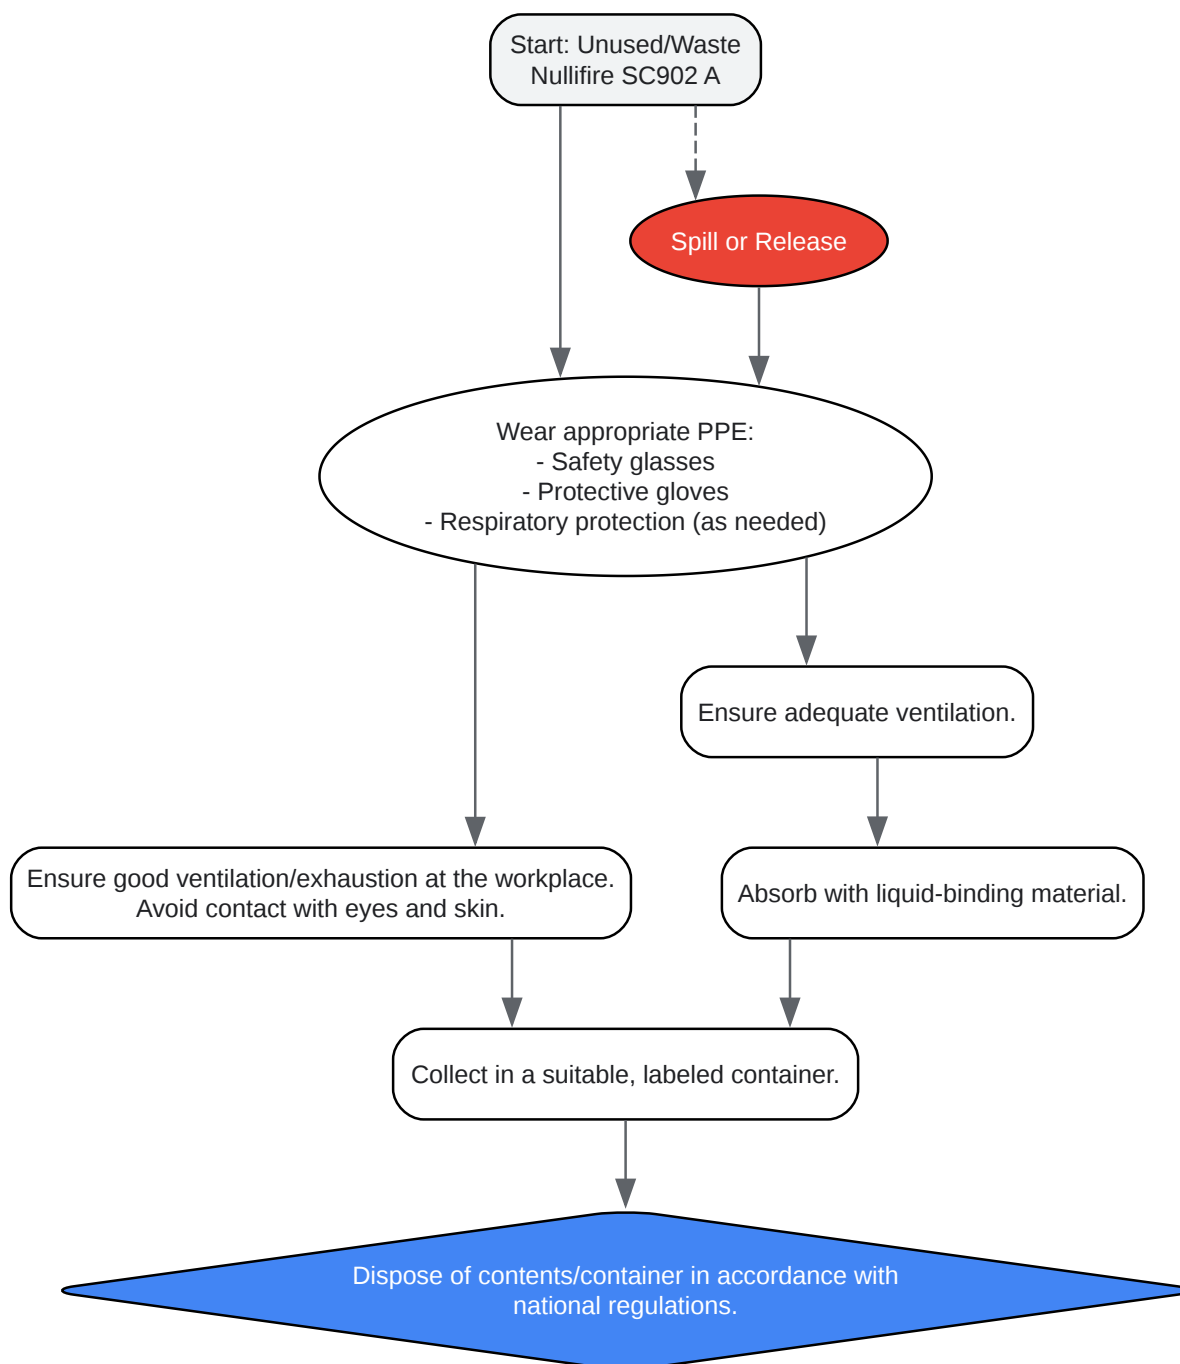 Start: Unused/Waste
Nullifire SC902 A
Spill or Release
Wear appropriate PPE:
- Safety glasses
- Protective gloves
- Respiratory protection (as needed)
Ensure adequate ventilation.
Ensure good ventilation/exhaustion at the workplace.
Avoid contact with eyes and skin.
Absorb with liquid-binding material.
Collect in a suitable, labeled container.
Dispose of contents/container in accordance with
national regulations.